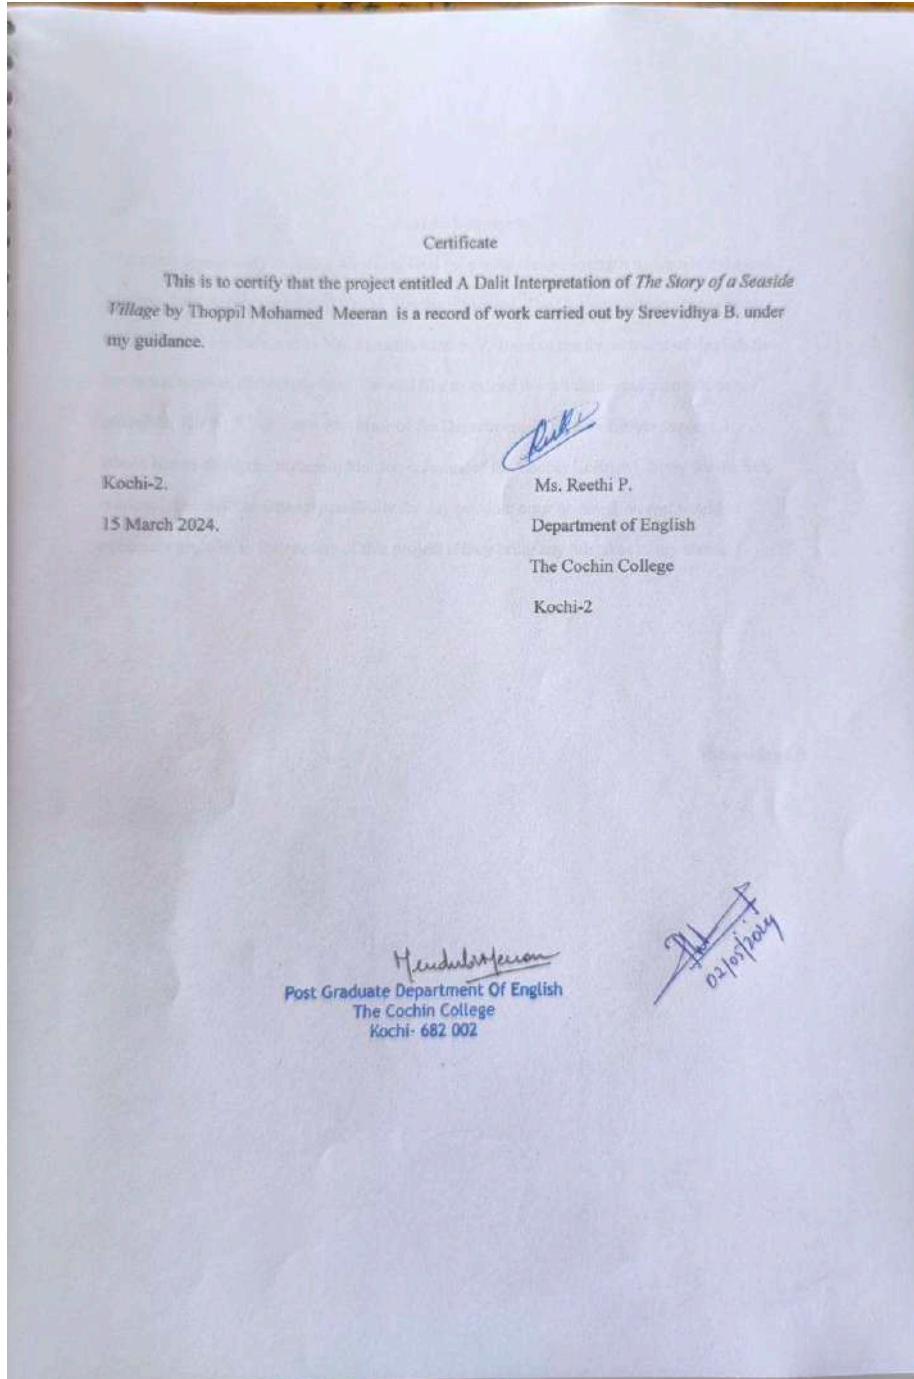 Certificate
This is to certify that the project entitled A Dalit Interpretation of The Story of a Seaside
Village by Thoppil Mohamed Meeran is a record of work carried out by Sreevidhya B. under
my guidance.
Kochi-2.
Ms. Reethi P.
15 March 2024.
Department of English
The Cochin College
Kochi-2
Post Graduate Department Of English
The Cochin College
Kochi- 682 002
02/05/2024